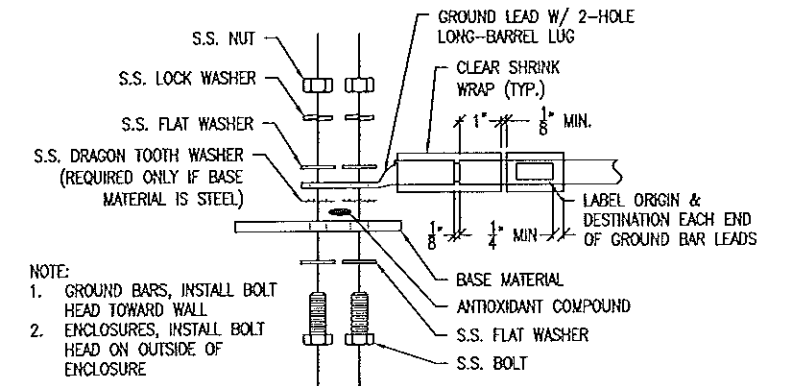 S.S. NUT
S.S. LOCK WASHER
S.S. FLAT WASHER
S.S. DRAGON TOOTH WASHER
(REQUIRED ONLY IF BASE
MATERIAL IS STEEL)
GROUND LEAD W/ 2-HOLE
LONG-BARREL LUG
CLEAR SHRINK
WRAP (TYP.)
1" 1/8" MIN.
1/8" 1/4" MIN
LABEL ORIGIN &
DESTINATION EACH END
OF GROUND BAR LEADS
BASE MATERIAL
ANTIOXIDANT COMPOUND
S.S. FLAT WASHER
S.S. BOLT
NOTE:
1. GROUND BARS, INSTALL BOLT
HEAD TOWARD WALL
2. ENCLOSURES, INSTALL BOLT
HEAD ON OUTSIDE OF
ENCLOSURE